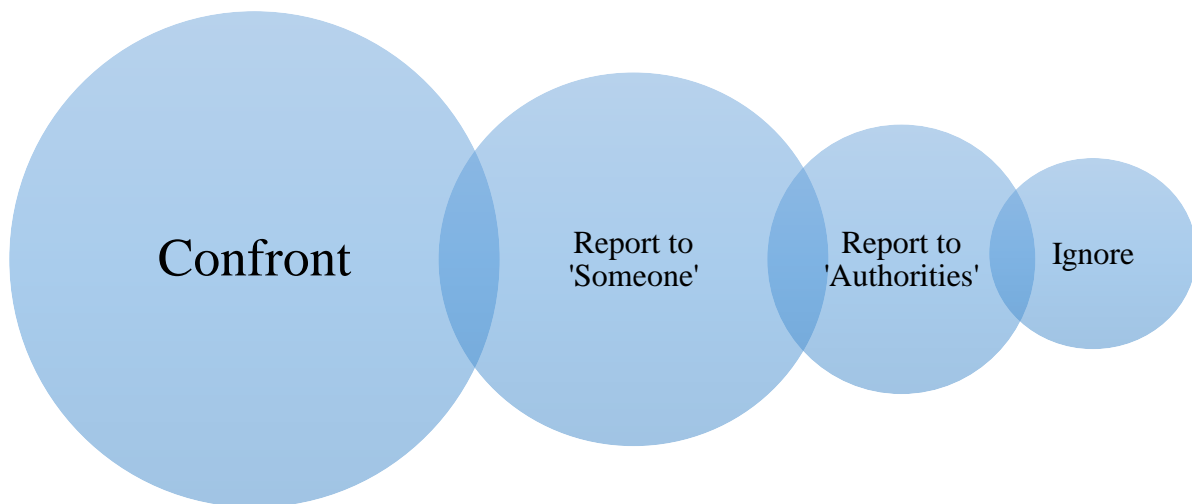 Confront
Report to
'Someone'
Report to
'Authorities'
Ignore